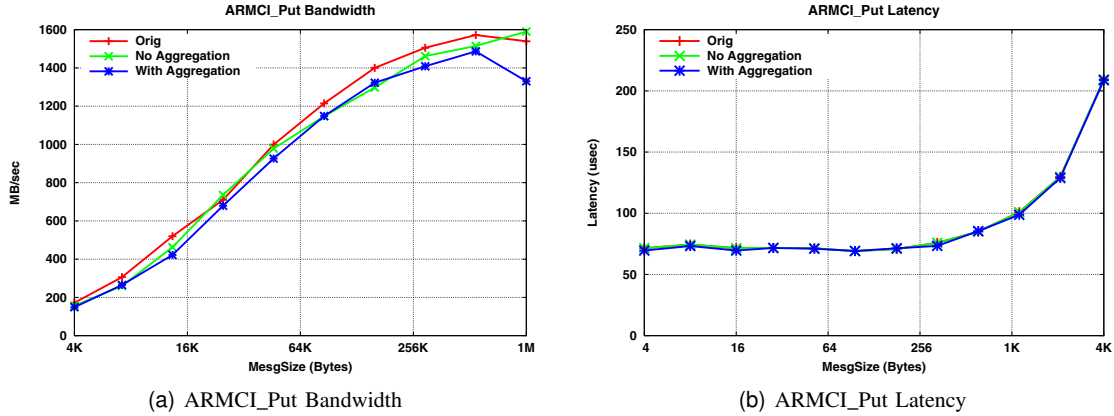 ARMCI_Put Bandwidth
1600
1400
1200
1000
800
600
400
200
0
MB/sec
Orig
No Aggregation
With Aggregation
4K
16K
64K
256K
1M
MesgSize (Bytes)
(a) ARMCI_Put Bandwidth
ARMCI_Put Latency
250
200
150
100
50
0
Latency (usec)
Orig
No Aggregation
With Aggregation
4
16
64
256
1K
4K
MesgSize (Bytes)
(b) ARMCI_Put Latency